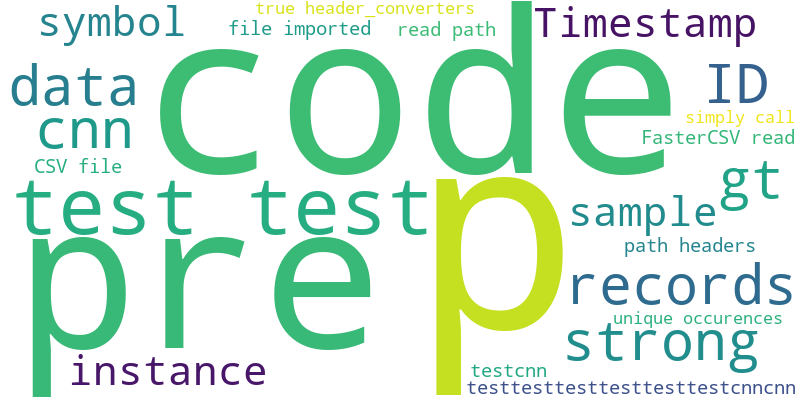 true header_converters
symbol
file imported
read path
Timestamp
code
data
ID
cnn
simply call
FasterCSV read
CSV file
test test
gt
p
sample
pre
path headers
records
unique occurences
strong
instance
testcnn
testtesttesttesttesttestcnncnn